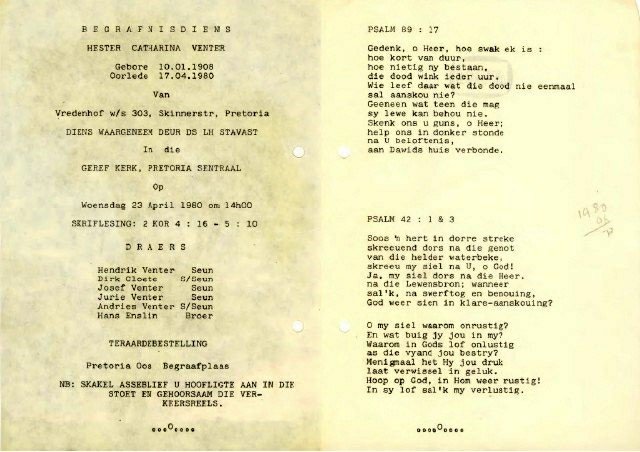 B E G R A F N I S D I E N S
HESTER CATHARINA VENTER
Gebore 10.01.1908
Oorlede 17.04.1980
Van
Vredenhof w/s 303, Skinnerstr, Pretoria
DIENS WAARGENEEM DEUR DS LH STAVAST
In die
GEREF KERK, PRETORIA SENTRAAL
Op
Woensdag 23 April 1980 om 14h00
SKRIFLESING: 2 KOR 4 : 16 - 5 : 10
D R A E R S
Hendrik Venter Seun
Dirk Cloete S/Seun
Josef Venter Seun
Jurie Venter Seun
Andries Venter S/Seun
Hans Enslin Broer
TERAARDEBESTELLING
Pretoria Oos Begraafplaas
NB: SKAKEL ASSEBLIEF U HOOFLIGTE AAN IN DIE
STOET EN GEHOORSAAM DIE VER-
KEERSREELS.
oooOoooo
PSALM 89 : 17
Gedenk, o Heer, hoe swak ek is :
hoe kort van duur,
hoe nietig my bestaan,
die dood wink ieder uur.
Wie leef daar wat die dood nie eenmaal
sal aanskou nie?
Geeneen wat teen die mag
sy lewe kan behou nie.
Skenk ons u guns, o Heer;
help ons in donker stonde
na U beloftenis,
aan Dawids huis verbonde.
PSALM 42 : 1 & 3
Soos 'n hert in dorre streke
skreeuend dors na die genot
van die helder waterbeke,
skreeu my siel na U, o God!
Ja, my siel dors na die Heer.
na die Lewensbron; wanneer
sal'k, na swerftog en benouing,
God weer sien in klare-aanskouing?
O my siel waarom onrustig?
En wat buig jy jou in my?
Waarom in Gods lof onlustig
as die vyand jou bestry?
Menigmaal het Hy jou druk
laat verwissel in geluk.
Hoop op God, in Hom weer rustig!
In sy lof sal'k my verlustig.
ooooOoooo
1980